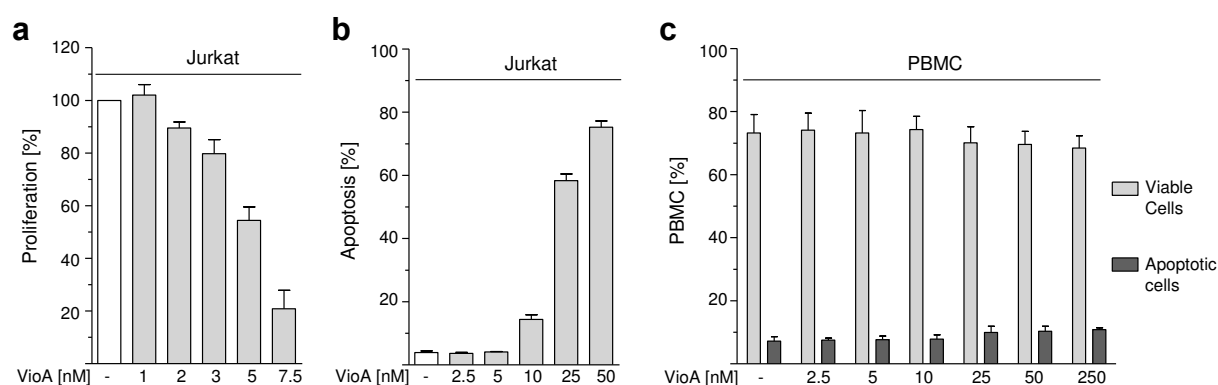 a
Jurkat
Proliferation [%]
120
100
80
60
40
20
VioA [nM] - 1 2 3 5 7.5
b
Jurkat
Apoptosis [%]
100
80
60
40
20
VioA [nM] - 2.5 5 10 25 50
c
PBMC
PBMC [%]
100
80
60
40
20
VioA [nM] - 2.5 5 10 25 50 250
Viable
Cells
Apoptotic
cells